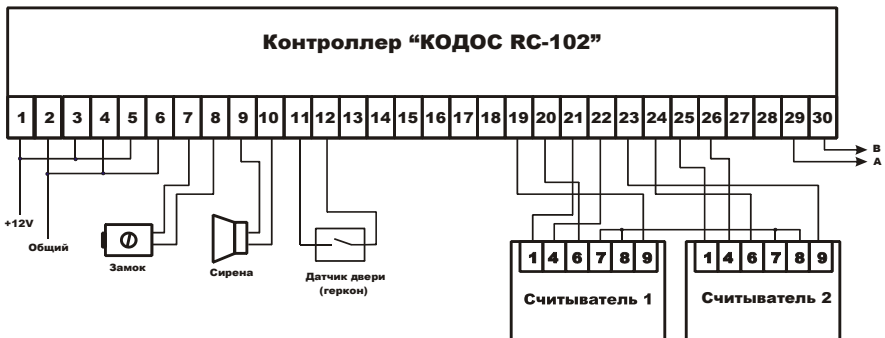 Контроллер “КОДОС RC-102”
1 2 3 4 5 6 7 8 9 10 11 12 13 14 15 16 17 18 19 20 21 22 23 24 25 26 27 28 29 30
B
A
+12V
Общий
Замок
Сирена
Датчик двери
(геркон)
1 4 6 7 8 9
Считыватель 1
1 4 6 7 8 9
Считыватель 2